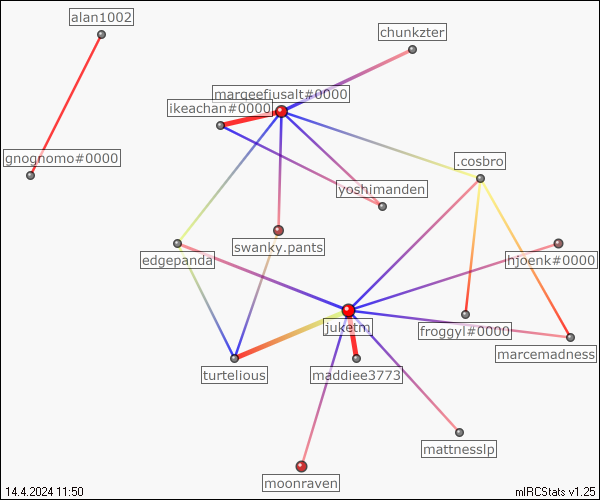 alan1002
chunkzter
margeefjusalt#0000
ikeachan#0000
gnognomo#0000
.cosbro
yoshimanden
swanky.pants
edgepanda
hjoenk#0000
juketm
froggyl#0000
marcemadness
turtelious
maddiee3773
mattnesslp
moonraven
14.4.2024 11:50
mIRCStats v1.25